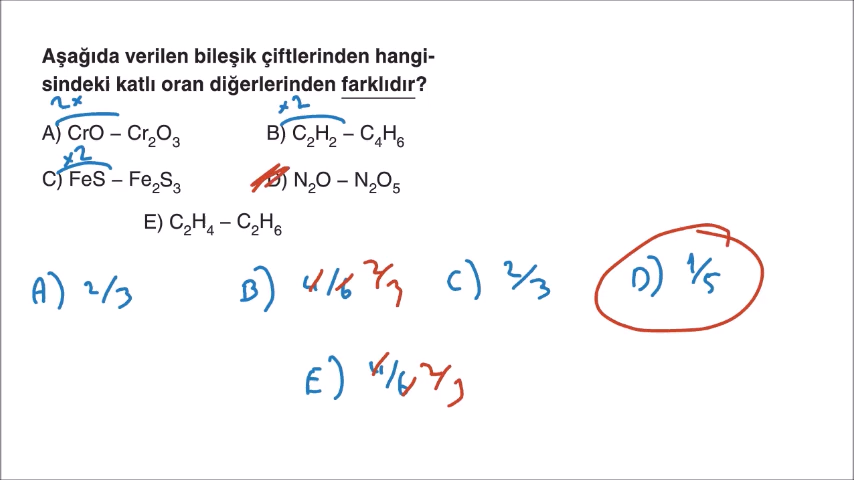 Aşağıda verilen bileşik çiftlerinden hangi-
sindeki katlı oran diğerlerinden farklıdır?
2x x2
A) CrO – Cr₂O₃ B) C₂H₂ – C₄H₆
x2
C) FeS – Fe₂S₃ D) N₂O – N₂O₅
E) C₂H₄ – C₂H₆
A) 2/3 B) 4/6 2/3 C) 2/3 D) 1/5
E) 4/6 2/3